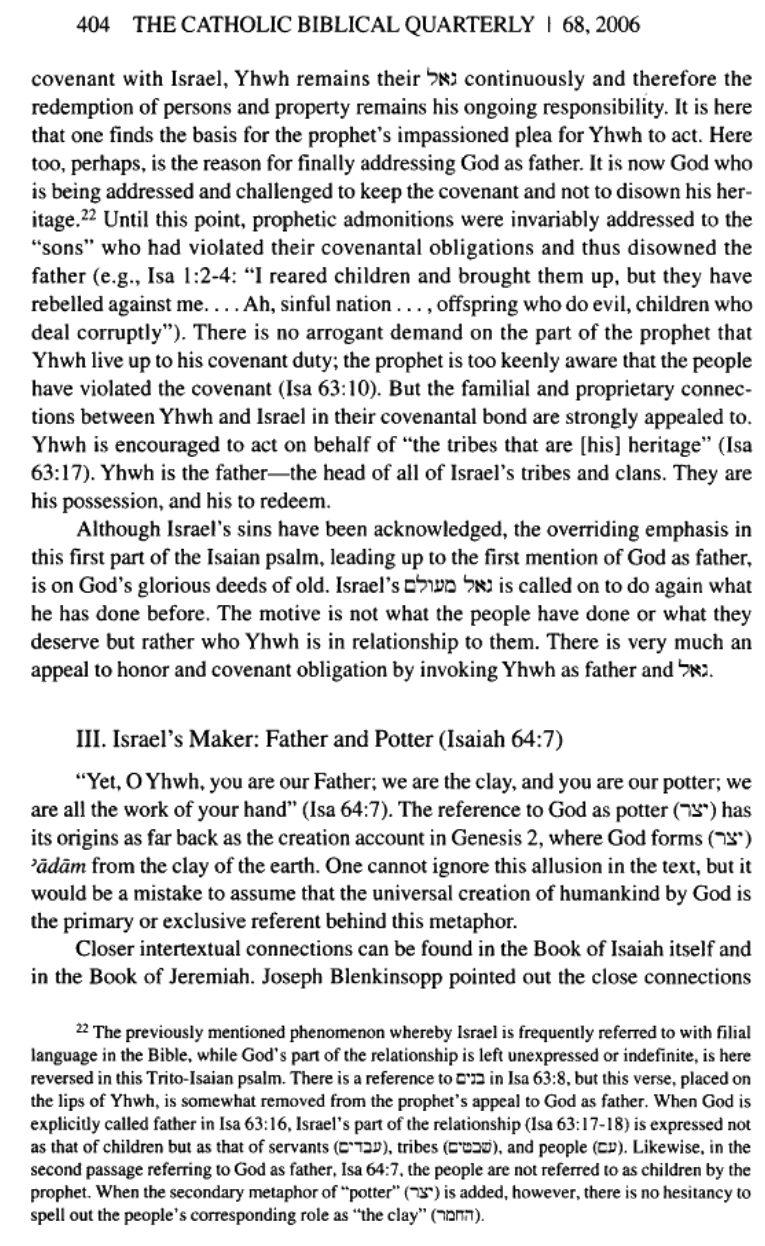 404 THE CATHOLIC BIBLICAL QUARTERLY | 68, 2006
covenant with Israel, Yhwh remains their גאל continuously and therefore the
redemption of persons and property remains his ongoing responsibility. It is here
that one finds the basis for the prophet's impassioned plea for Yhwh to act. Here
too, perhaps, is the reason for finally addressing God as father. It is now God who
is being addressed and challenged to keep the covenant and not to disown his her-
itage.²² Until this point, prophetic admonitions were invariably addressed to the
“sons” who had violated their covenantal obligations and thus disowned the
father (e.g., Isa 1:2-4: “I reared children and brought them up, but they have
rebelled against me. . . . Ah, sinful nation . . . , offspring who do evil, children who
deal corruptly”). There is no arrogant demand on the part of the prophet that
Yhwh live up to his covenant duty; the prophet is too keenly aware that the people
have violated the covenant (Isa 63:10). But the familial and proprietary connec-
tions between Yhwh and Israel in their covenantal bond are strongly appealed to.
Yhwh is encouraged to act on behalf of “the tribes that are [his] heritage” (Isa
63:17). Yhwh is the father—the head of all of Israel's tribes and clans. They are
his possession, and his to redeem.
Although Israel's sins have been acknowledged, the overriding emphasis in
this first part of the Isaian psalm, leading up to the first mention of God as father,
is on God's glorious deeds of old. Israel's גאל מעולם is called on to do again what
he has done before. The motive is not what the people have done or what they
deserve but rather who Yhwh is in relationship to them. There is very much an
appeal to honor and covenant obligation by invoking Yhwh as father and גאל.
III. Israel's Maker: Father and Potter (Isaiah 64:7)
“Yet, O Yhwh, you are our Father; we are the clay, and you are our potter; we
are all the work of your hand” (Isa 64:7). The reference to God as potter (יצר) has
its origins as far back as the creation account in Genesis 2, where God forms (יצר)
ʾādām from the clay of the earth. One cannot ignore this allusion in the text, but it
would be a mistake to assume that the universal creation of humankind by God is
the primary or exclusive referent behind this metaphor.
Closer intertextual connections can be found in the Book of Isaiah itself and
in the Book of Jeremiah. Joseph Blenkinsopp pointed out the close connections
²² The previously mentioned phenomenon whereby Israel is frequently referred to with filial
language in the Bible, while God's part of the relationship is left unexpressed or indefinite, is here
reversed in this Trito-Isaian psalm. There is a reference to בנים in Isa 63:8, but this verse, placed on
the lips of Yhwh, is somewhat removed from the prophet's appeal to God as father. When God is
explicitly called father in Isa 63:16, Israel's part of the relationship (Isa 63:17-18) is expressed not
as that of children but as that of servants (עבדים), tribes (שבטים), and people (עם). Likewise, in the
second passage referring to God as father, Isa 64:7, the people are not referred to as children by the
prophet. When the secondary metaphor of “potter” (יצר) is added, however, there is no hesitancy to
spell out the people's corresponding role as “the clay” (החמר).